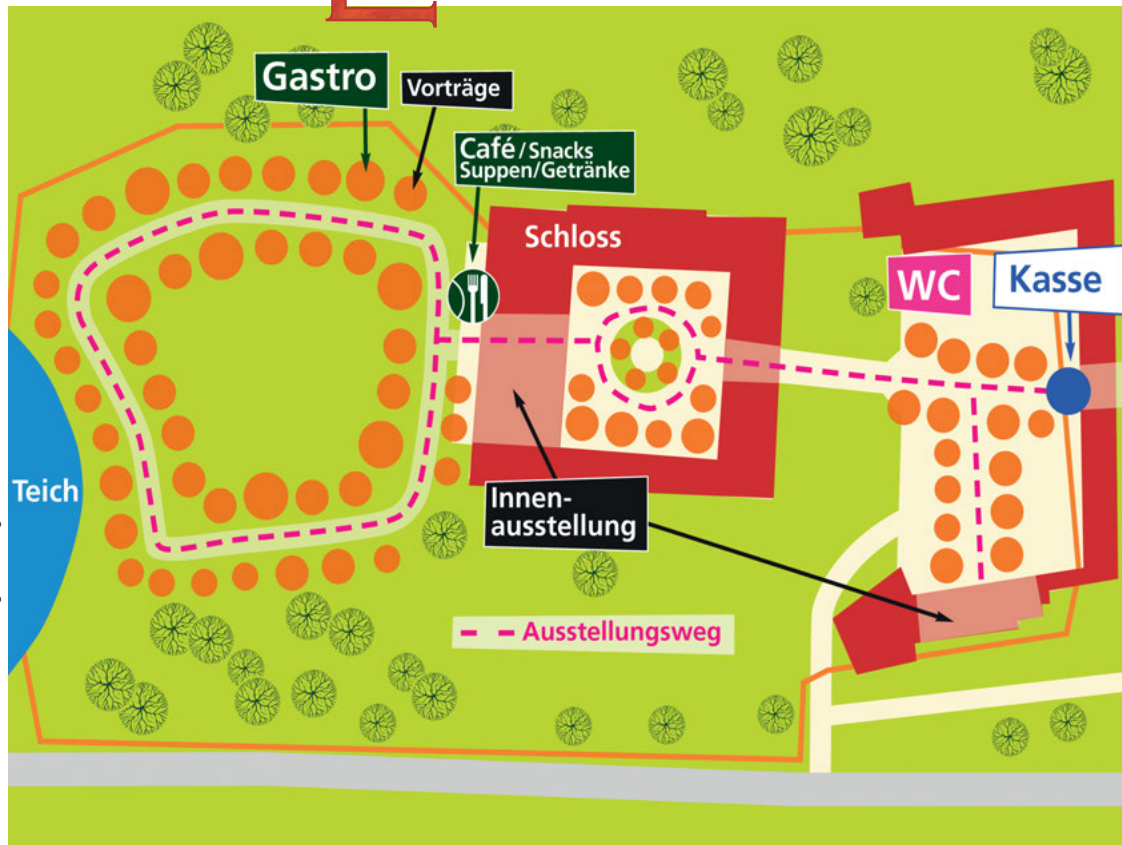 Gastro
Vorträge
Café / Snacks
Suppen/Getränke
Schloss
WC
Kasse
Teich
Innen-
ausstellung
Ausstellungsweg